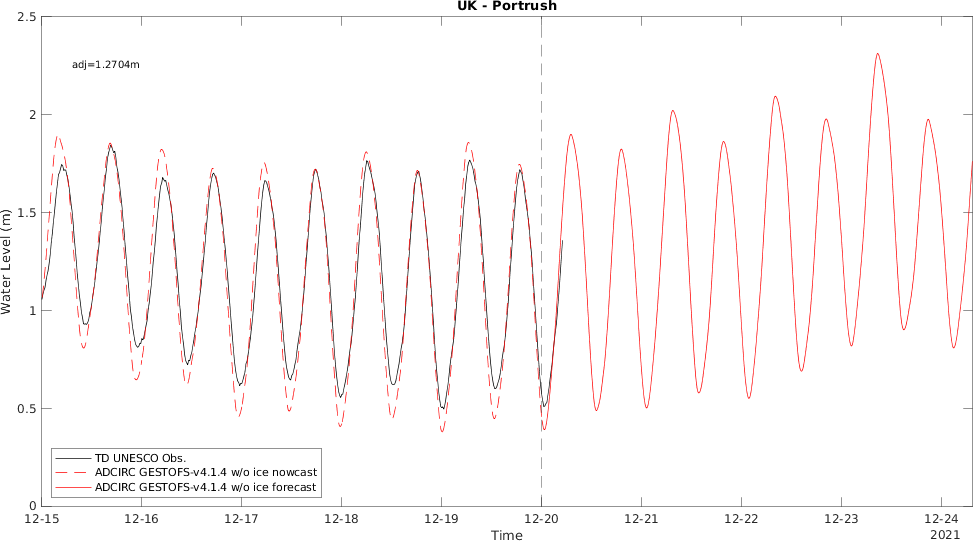 UK - Portrush
adj=1.2704m
Water Level (m)
2.5
2
1.5
1
0.5
0
TD UNESCO Obs.
ADCIRC GESTOFS-v4.1.4 w/o ice nowcast
ADCIRC GESTOFS-v4.1.4 w/o ice forecast
12-15 12-16 12-17 12-18 12-19 12-20 12-21 12-22 12-23 12-24
Time
2021